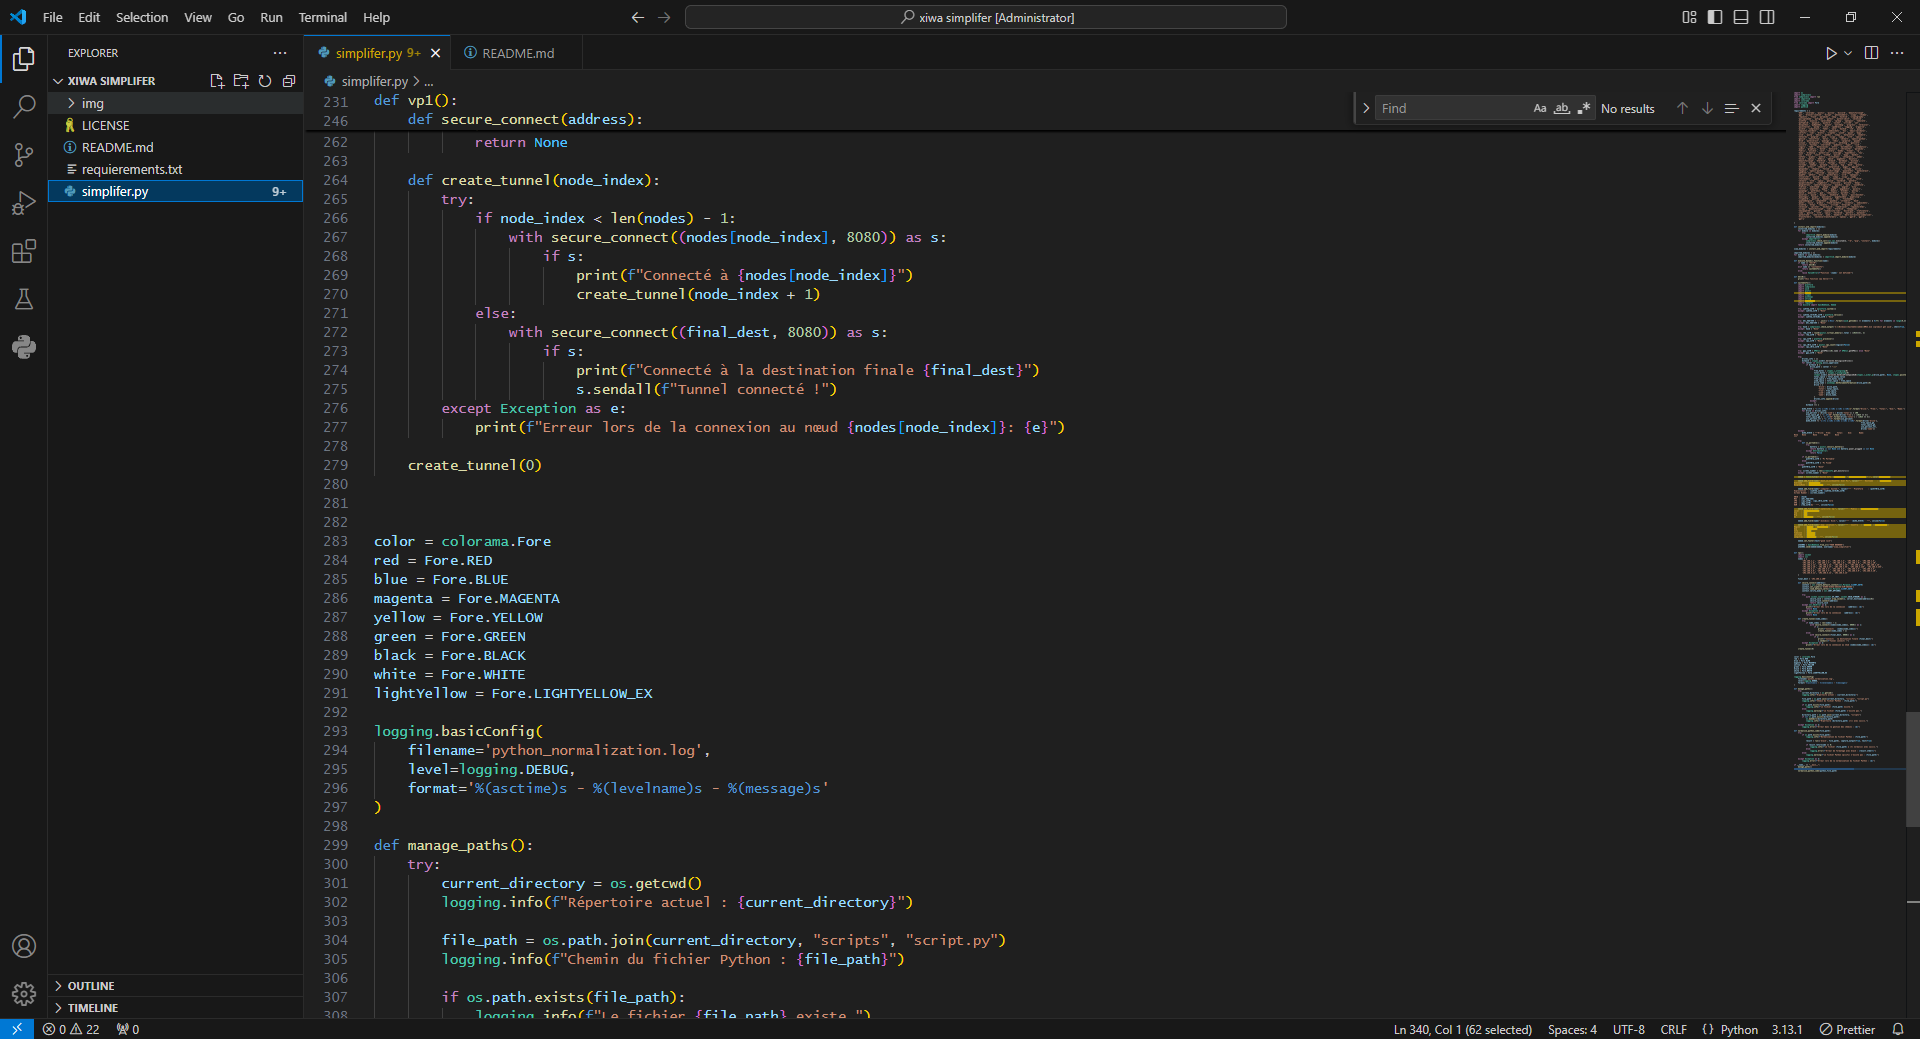 File Edit Selection View Go Run Terminal Help
xiwa simplifer [Administrator]
EXPLORER
XIWA SIMPLIFER
img
LICENSE
README.md
requierements.txt
simplifer.py 9+
OUTLINE
TIMELINE
simplifer.py 9+
README.md
simplifer.py > ...
Find
Aa ab .*
No results
231 def vp1():
246     def secure_connect(address):
262             return None
263
264     def create_tunnel(node_index):
265         try:
266             if node_index < len(nodes) - 1:
267                 with secure_connect((nodes[node_index], 8080)) as s:
268                     if s:
269                         print(f"Connecté à {nodes[node_index]}")
270                         create_tunnel(node_index + 1)
271             else:
272                 with secure_connect((final_dest, 8080)) as s:
273                     if s:
274                         print(f"Connecté à la destination finale {final_dest}")
275                         s.sendall(f"Tunnel connecté !")
276         except Exception as e:
277             print(f"Erreur lors de la connexion au nœud {nodes[node_index]}: {e}")
278
279     create_tunnel(0)
280
281
282
283 color = colorama.Fore
284 red = Fore.RED
285 blue = Fore.BLUE
286 magenta = Fore.MAGENTA
287 yellow = Fore.YELLOW
288 green = Fore.GREEN
289 black = Fore.BLACK
290 white = Fore.WHITE
291 lightYellow = Fore.LIGHTYELLOW_EX
292
293 logging.basicConfig(
294     filename='python_normalization.log',
295     level=logging.DEBUG,
296     format='%(asctime)s - %(levelname)s - %(message)s'
297 )
298
299 def manage_paths():
300     try:
301         current_directory = os.getcwd()
302         logging.info(f"Répertoire actuel : {current_directory}")
303
304         file_path = os.path.join(current_directory, "scripts", "script.py")
305         logging.info(f"Chemin du fichier Python : {file_path}")
306
307         if os.path.exists(file_path):
308             logging.info(f"Le fichier {file_path} existe.")
0 22 0
Ln 340, Col 1 (62 selected) Spaces: 4 UTF-8 CRLF {} Python 3.13.1 Prettier